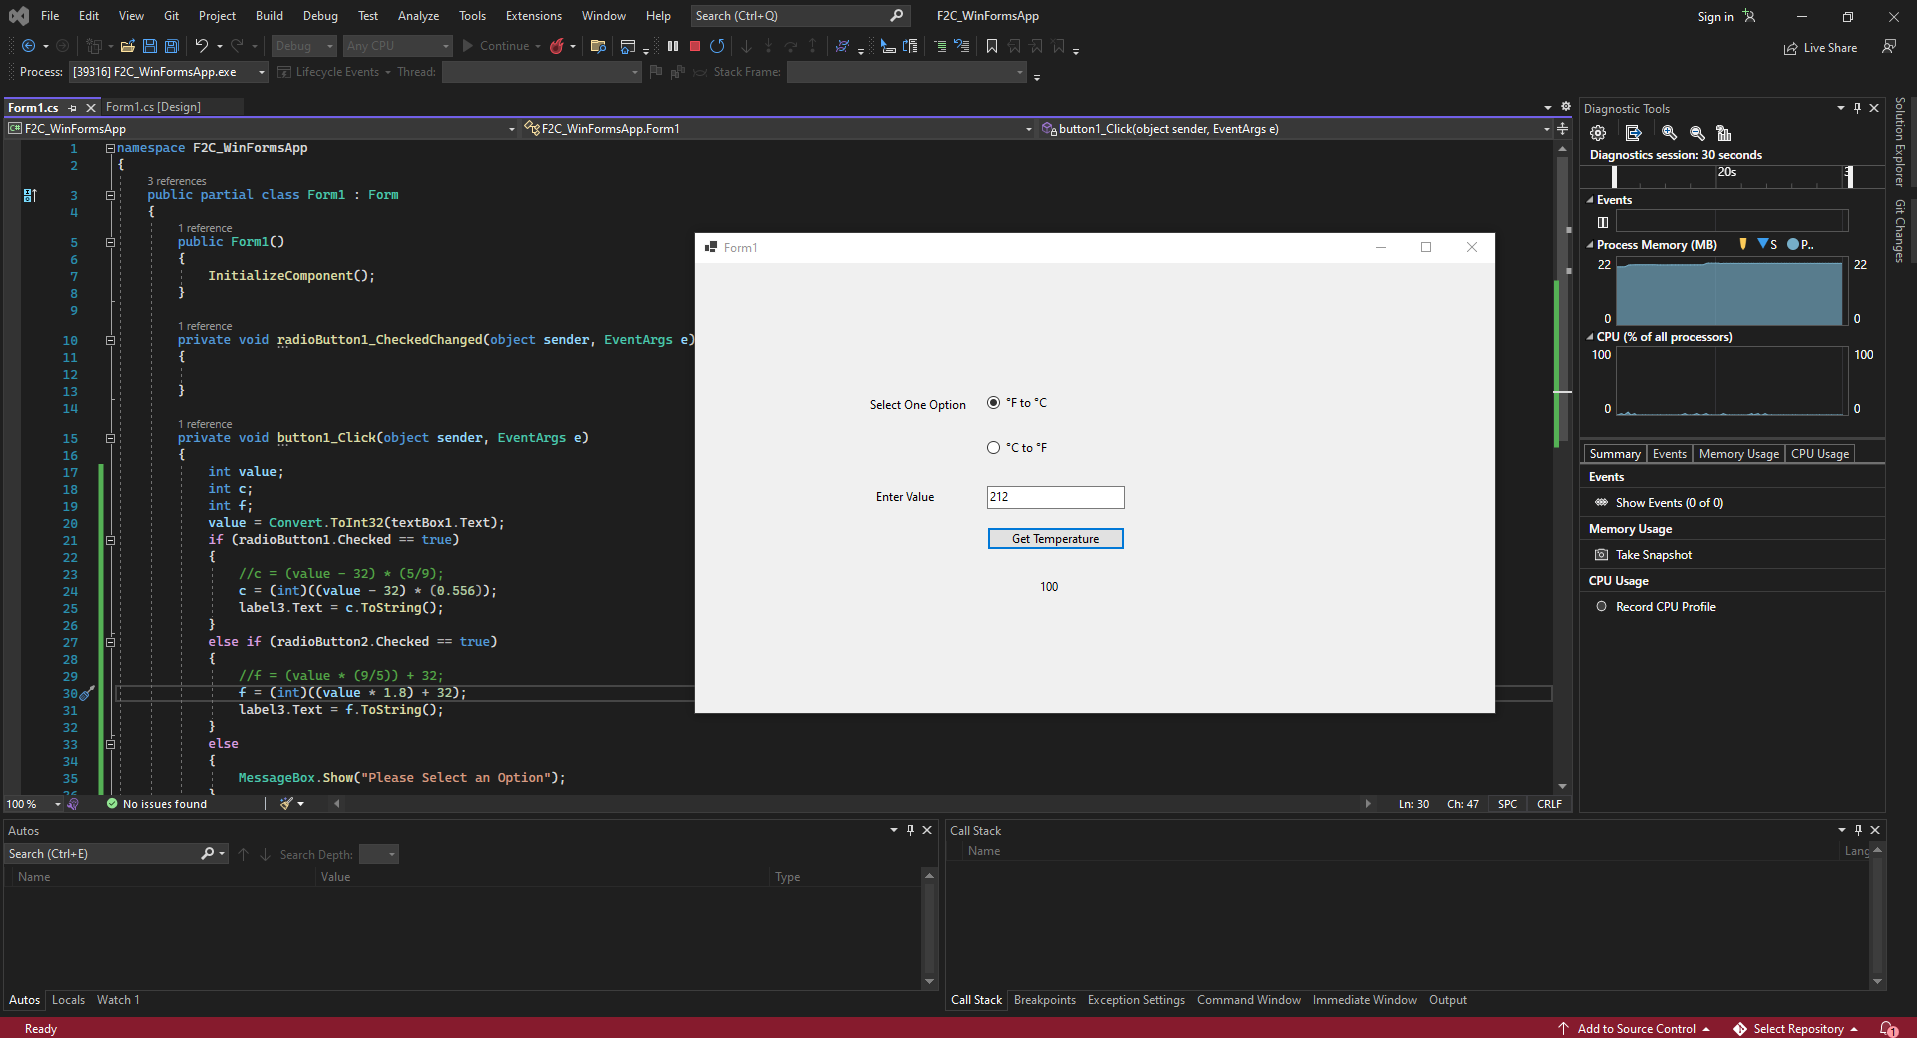 File Edit View Git Project Build Debug Test Analyze Tools Extensions Window Help Search (Ctrl+Q) F2C_WinFormsApp Sign in
Debug Any CPU Continue Live Share
Process: [39316] F2C_WinFormsApp.exe Lifecycle Events Thread: Stack Frame:
Form1.cs Form1.cs [Design]
F2C_WinFormsApp F2C_WinFormsApp.Form1 button1_Click(object sender, EventArgs e)
1 namespace F2C_WinFormsApp
2 {
3 references
3 public partial class Form1 : Form
4 {
1 reference
5 public Form1()
6 {
7 InitializeComponent();
8 }
9
1 reference
10 private void radioButton1_CheckedChanged(object sender, EventArgs e)
11 {
12
13 }
14
1 reference
15 private void button1_Click(object sender, EventArgs e)
16 {
17 int value;
18 int c;
19 int f;
20 value = Convert.ToInt32(textBox1.Text);
21 if (radioButton1.Checked == true)
22 {
23 //c = (value - 32) * (5/9);
24 c = (int)((value - 32) * (0.556));
25 label3.Text = c.ToString();
26 }
27 else if (radioButton2.Checked == true)
28 {
29 //f = (value * (9/5)) + 32;
30 f = (int)((value * 1.8) + 32);
31 label3.Text = f.ToString();
32 }
33 else
34 {
35 MessageBox.Show("Please Select an Option");
36 }
100 % No issues found Ln: 30 Ch: 47 SPC CRLF
Form1
Select One Option °F to °C
°C to °F
Enter Value 212
Get Temperature
100
Diagnostic Tools
Diagnostics session: 30 seconds
20s
Events
Process Memory (MB) S P..
22 22
0 0
CPU (% of all processors)
100 100
0 0
Summary Events Memory Usage CPU Usage
Events
Show Events (0 of 0)
Memory Usage
Take Snapshot
CPU Usage
Record CPU Profile
Solution Explorer
Git Changes
Autos
Search (Ctrl+E) Search Depth:
Name Value Type
Autos Locals Watch 1
Call Stack
Name Lang
Call Stack Breakpoints Exception Settings Command Window Immediate Window Output
Ready Add to Source Control Select Repository 1